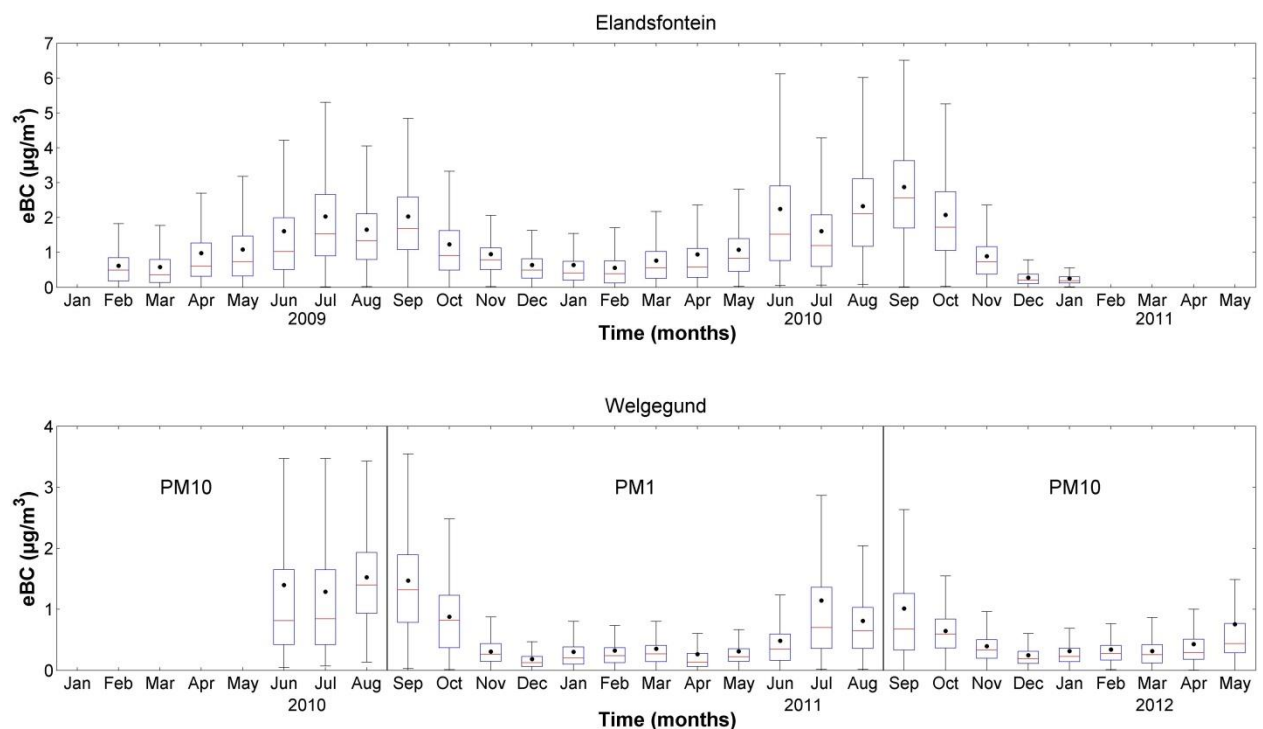 Elandsfontein
7
6
5
4
3
2
1
0
eBC (µg/m³)
Jan Feb Mar Apr May Jun Jul Aug Sep Oct Nov Dec Jan Feb Mar Apr May Jun Jul Aug Sep Oct Nov Dec Jan Feb Mar Apr May
2009 2010 2011
Time (months)
Welgegund
4
3
2
1
0
eBC (µg/m³)
PM10 PM1 PM10
Jan Feb Mar Apr May Jun Jul Aug Sep Oct Nov Dec Jan Feb Mar Apr May Jun Jul Aug Sep Oct Nov Dec Jan Feb Mar Apr May
2010 2011 2012
Time (months)